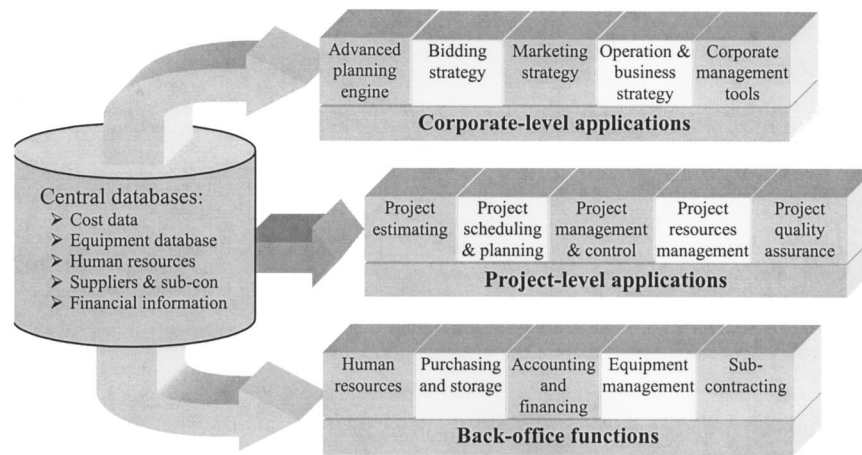 Advanced
planning
engine
Bidding
strategy
Marketing
strategy
Operation &
business
strategy
Corporate
management
tools
Corporate-level applications
Central databases:
➢ Cost data
➢ Equipment database
➢ Human resources
➢ Suppliers & sub-con
➢ Financial information
Project
estimating
Project
scheduling
& planning
Project
management
& control
Project
resources
management
Project
quality
assurance
Project-level applications
Human
resources
Purchasing
and storage
Accounting
and
financing
Equipment
management
Sub-
contracting
Back-office functions